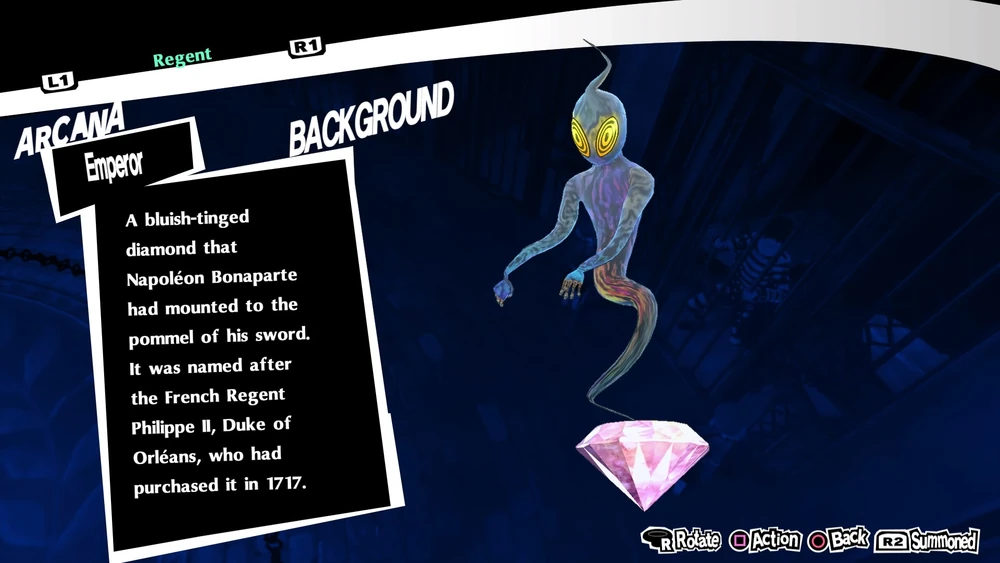 L1
Regent
R1
ARCANA
Emperor
BACKGROUND
A bluish-tinged
diamond that
Napoléon Bonaparte
had mounted to the
pommel of his sword.
It was named after
the French Regent
Philippe II, Duke of
Orléans, who had
purchased it in 1717.
R Rotate Action Back R2 Summoned